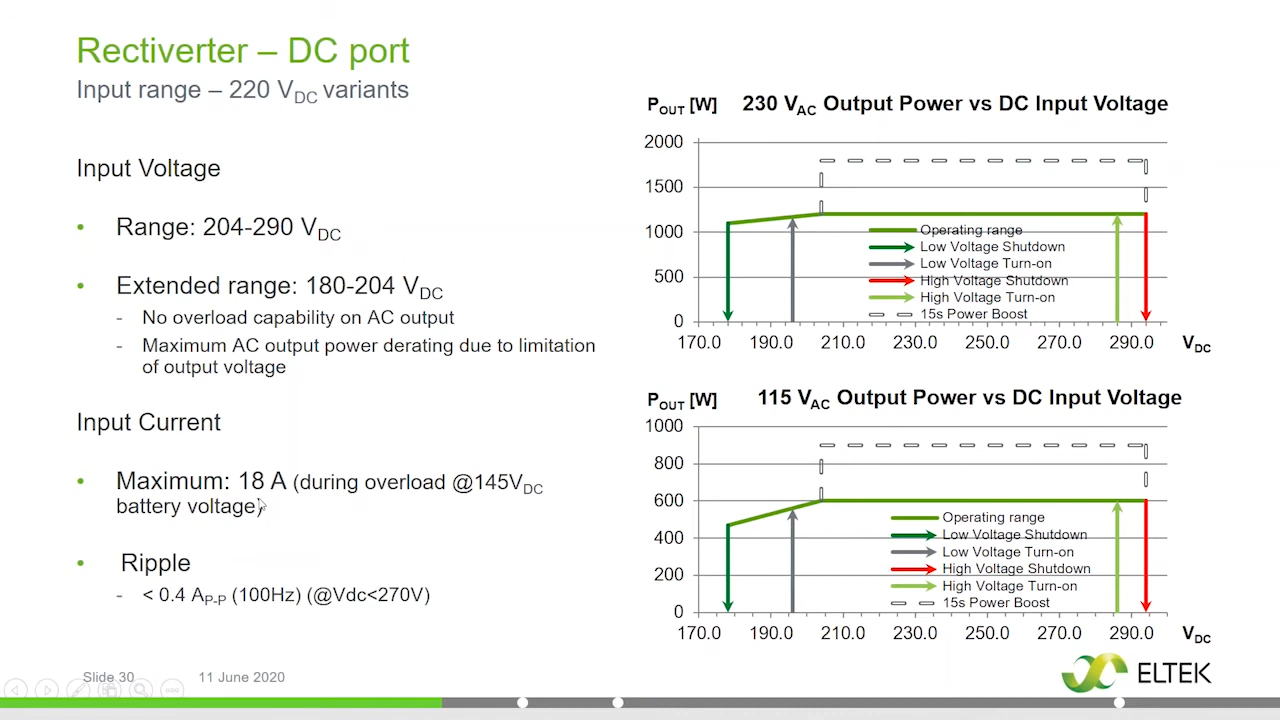 Rectiverter – DC port
Input range – 220 VDC variants
Input Voltage
• Range: 204-290 VDC
• Extended range: 180-204 VDC
- No overload capability on AC output
- Maximum AC output power derating due to limitation
of output voltage
Input Current
• Maximum: 18 A (during overload @145VDC
battery voltage)
• Ripple
- < 0.4 AP-P (100Hz) (@Vdc<270V)
POUT [W] 230 VAC Output Power vs DC Input Voltage
2000
1500
1000
500
0
Operating range
Low Voltage Shutdown
Low Voltage Turn-on
High Voltage Shutdown
High Voltage Turn-on
15s Power Boost
170.0 190.0 210.0 230.0 250.0 270.0 290.0 VDC
POUT [W] 115 VAC Output Power vs DC Input Voltage
1000
800
600
400
200
0
Operating range
Low Voltage Shutdown
Low Voltage Turn-on
High Voltage Shutdown
High Voltage Turn-on
15s Power Boost
170.0 190.0 210.0 230.0 250.0 270.0 290.0 VDC
Slide 30 11 June 2020
ELTEK